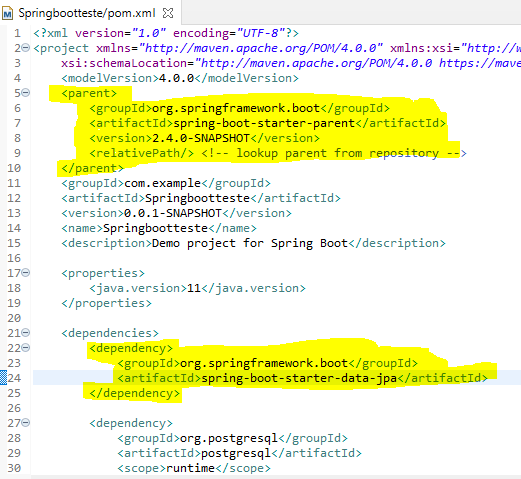 Springbootteste/pom.xml
1 <?xml version="1.0" encoding="UTF-8"?>
2 <project xmlns="http://maven.apache.org/POM/4.0.0" xmlns:xsi="http://w
3 xsi:schemaLocation="http://maven.apache.org/POM/4.0.0 https://mave
4 <modelVersion>4.0.0</modelVersion>
5 <parent>
6 <groupId>org.springframework.boot</groupId>
7 <artifactId>spring-boot-starter-parent</artifactId>
8 <version>2.4.0-SNAPSHOT</version>
9 <relativePath/> <!-- lookup parent from repository -->
10 </parent>
11 <groupId>com.example</groupId>
12 <artifactId>Springbootteste</artifactId>
13 <version>0.0.1-SNAPSHOT</version>
14 <name>Springbootteste</name>
15 <description>Demo project for Spring Boot</description>
16
17 <properties>
18 <java.version>11</java.version>
19 </properties>
20
21 <dependencies>
22 <dependency>
23 <groupId>org.springframework.boot</groupId>
24 <artifactId>spring-boot-starter-data-jpa</artifactId>
25 </dependency>
26
27 <dependency>
28 <groupId>org.postgresql</groupId>
29 <artifactId>postgresql</artifactId>
30 <scope>runtime</scope>